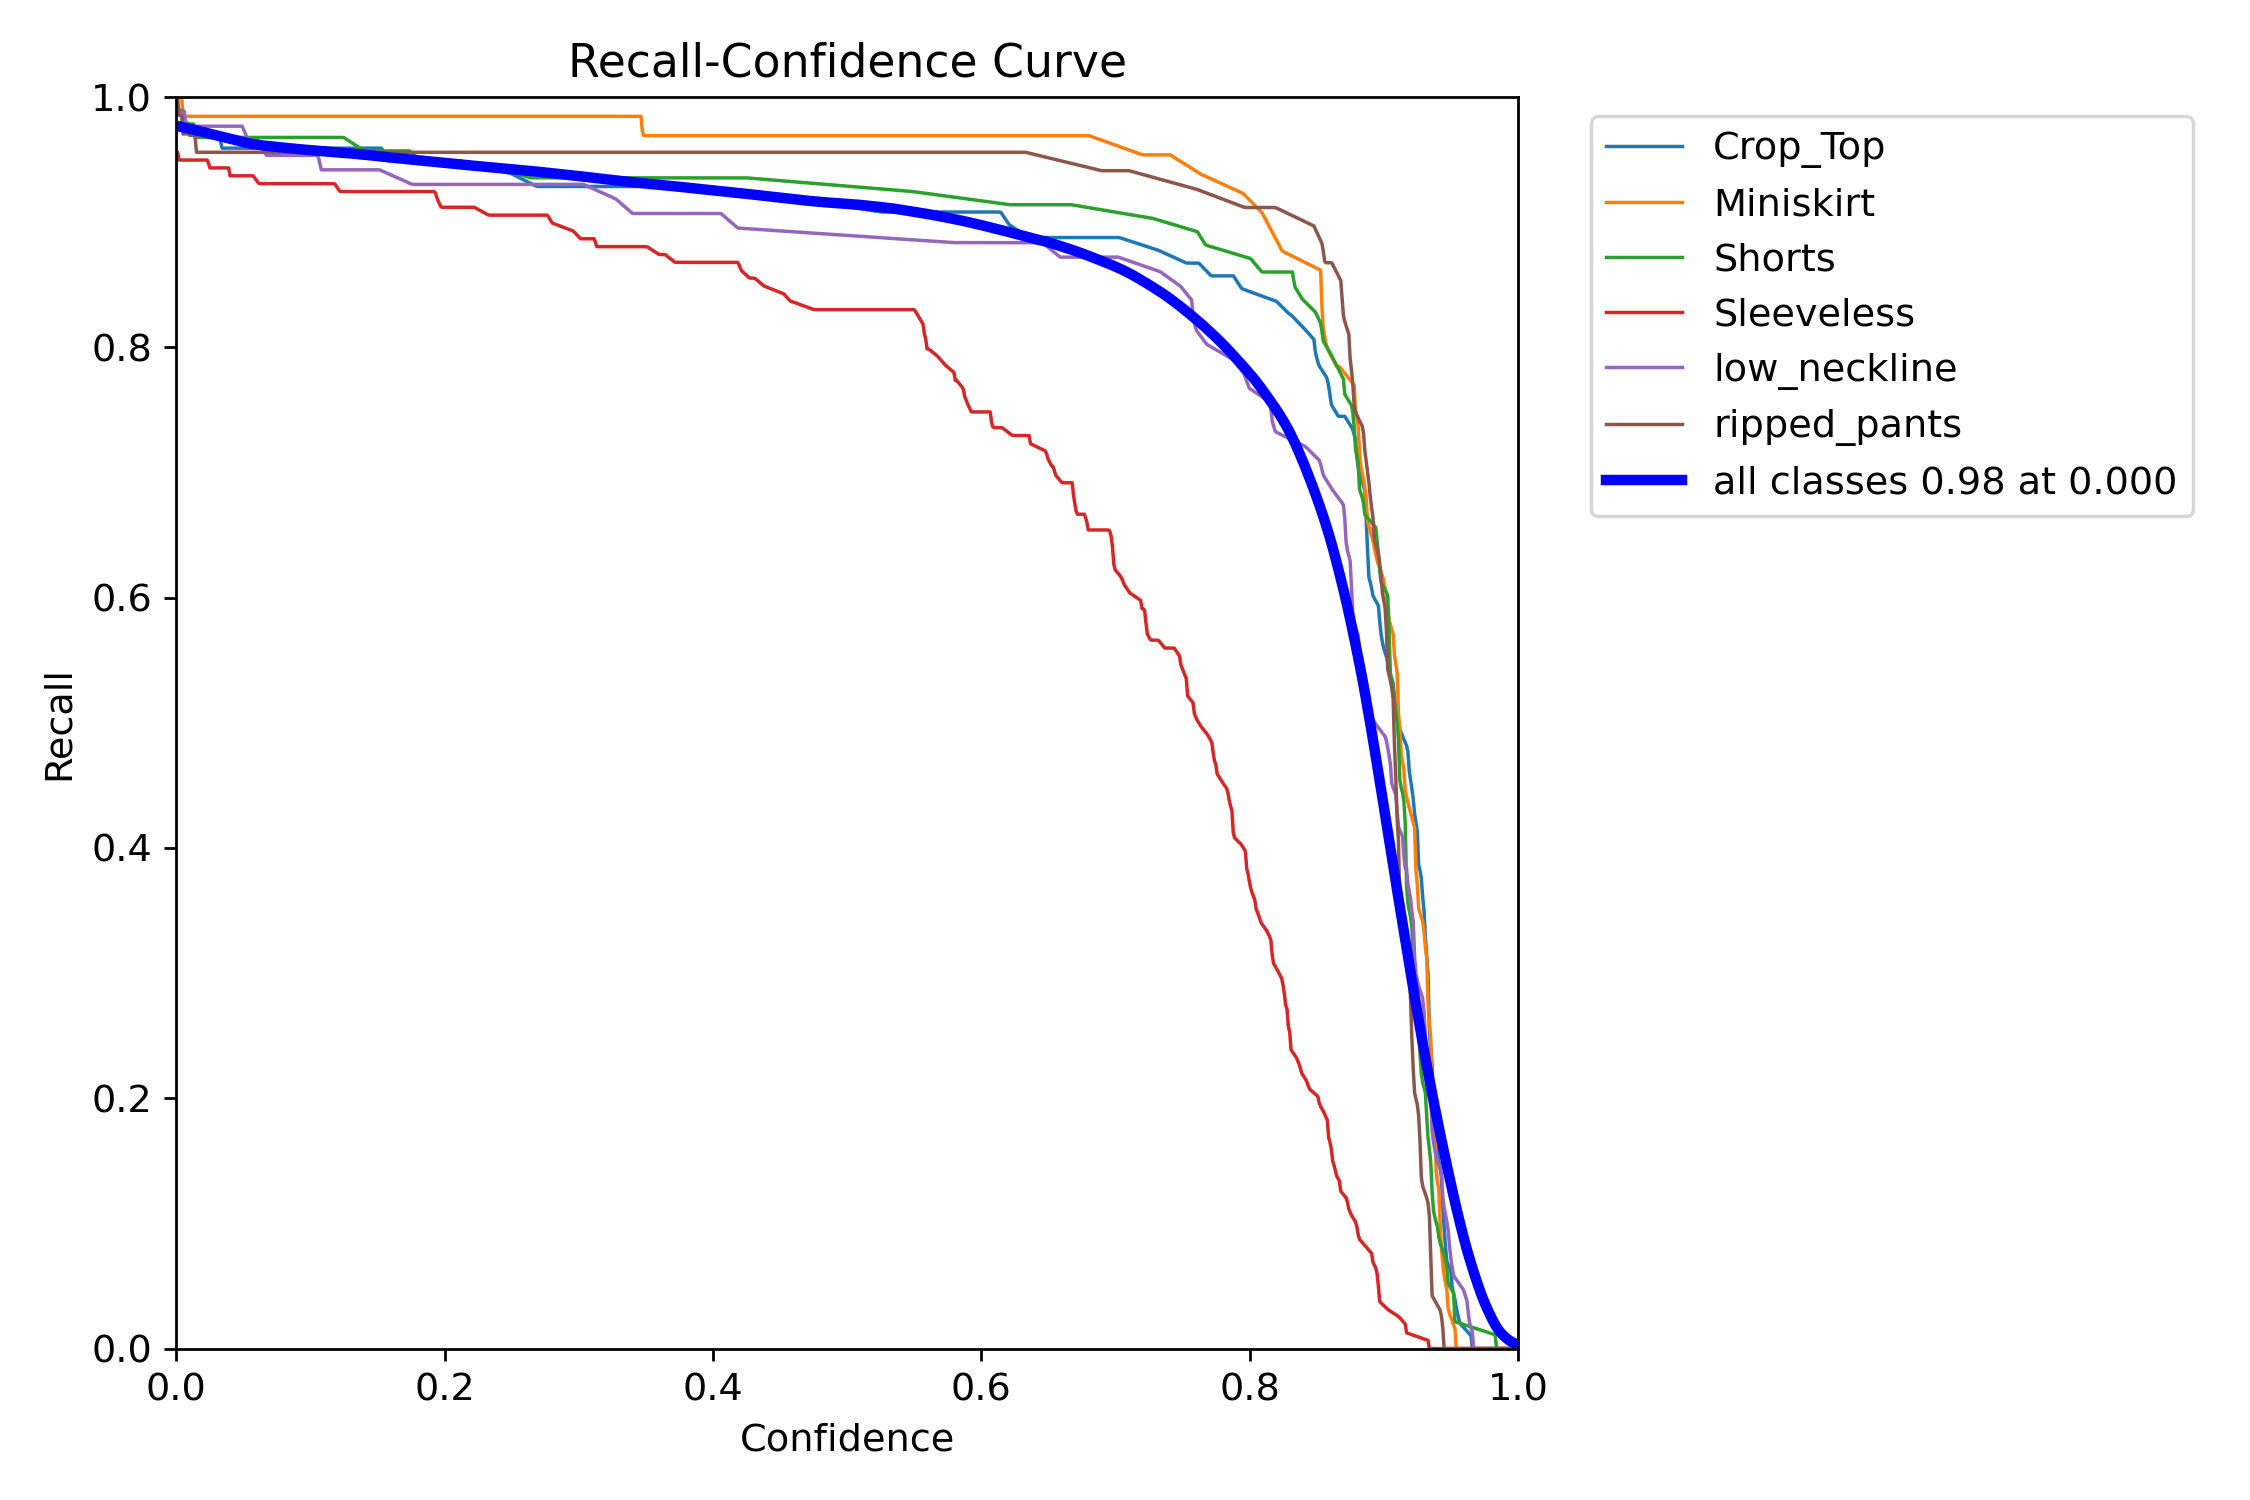 Recall-Confidence Curve
1.0
0.8
0.6
0.4
0.2
0.0
Recall
0.0 0.2 0.4 0.6 0.8 1.0
Confidence
Crop_Top
Miniskirt
Shorts
Sleeveless
low_neckline
ripped_pants
all classes 0.98 at 0.000